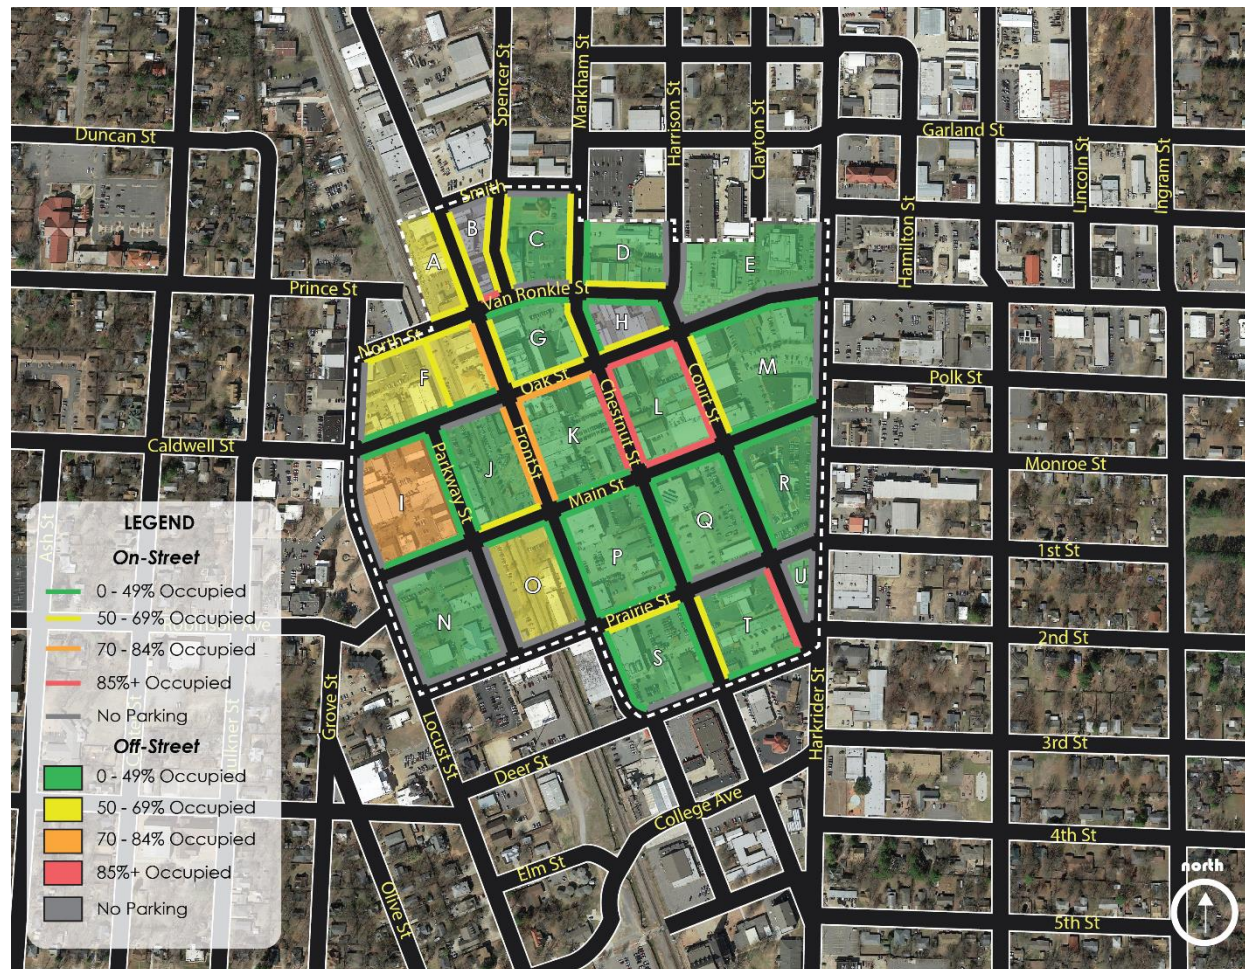 Duncan St
Spencer St
Markham St
Harrison St
Clayton St
Garland St
Lincoln St
Ingram St
Smith
Hamilton St
A
B
C
D
E
Prince St
Van Ronkle St
North St
F
G
H
Oak St
Court St
M
Polk St
Caldwell St
Parkway St
Front St
Chestnut St
K
L
J
I
Main St
Monroe St
R
Q
P
O
N
Prairie St
1st St
U
T
S
2nd St
Harkrider St
3rd St
Ash St
Robinson Ave
Grove St
Locust St
Deer St
College Ave
4th St
Elm St
Olive St
5th St
LEGEND
On-Street
0 - 49% Occupied
50 - 69% Occupied
70 - 84% Occupied
85%+ Occupied
No Parking
Off-Street
0 - 49% Occupied
50 - 69% Occupied
70 - 84% Occupied
85%+ Occupied
No Parking
north